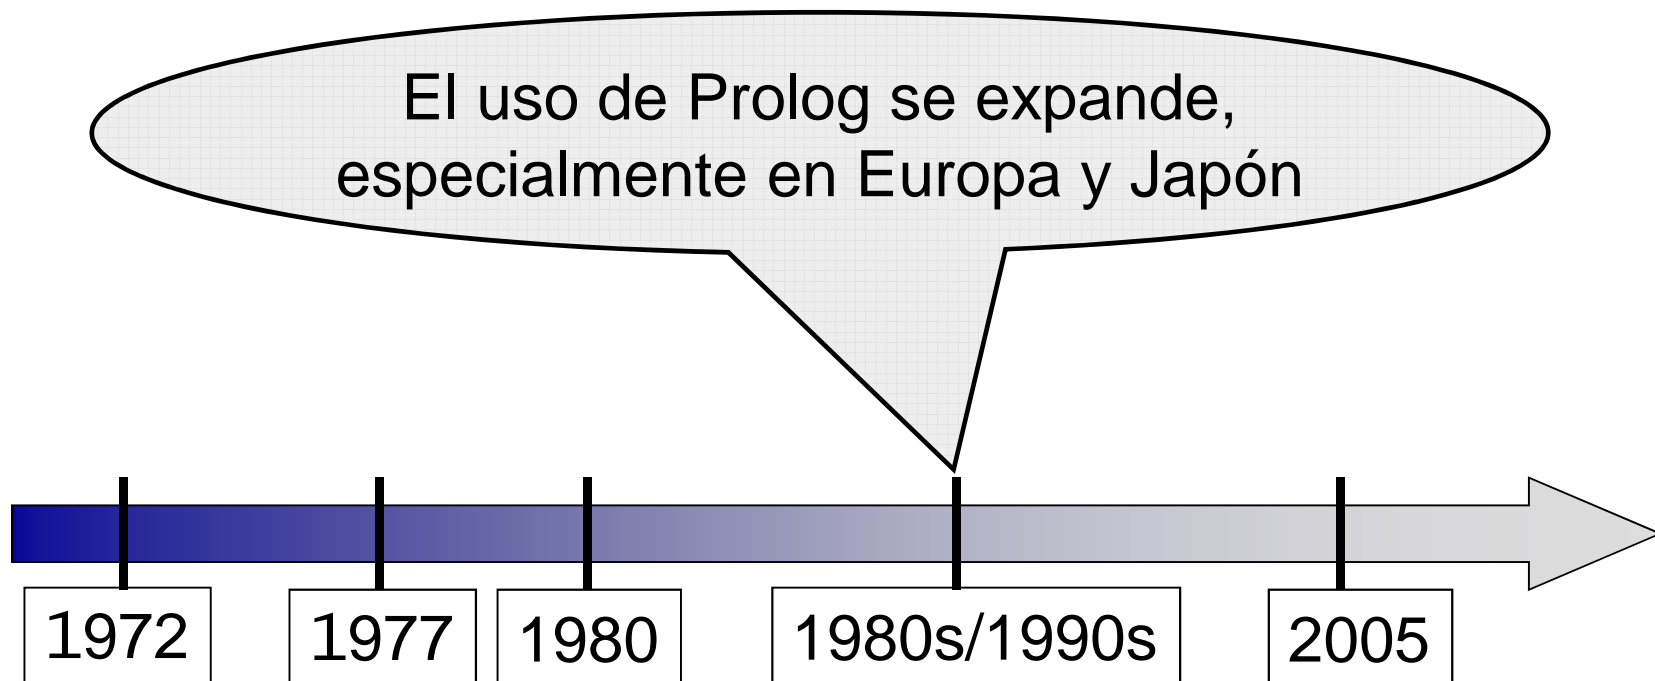 El uso de Prolog se expande,
especialmente en Europa y Japón
1972
1977
1980
1980s/1990s
2005